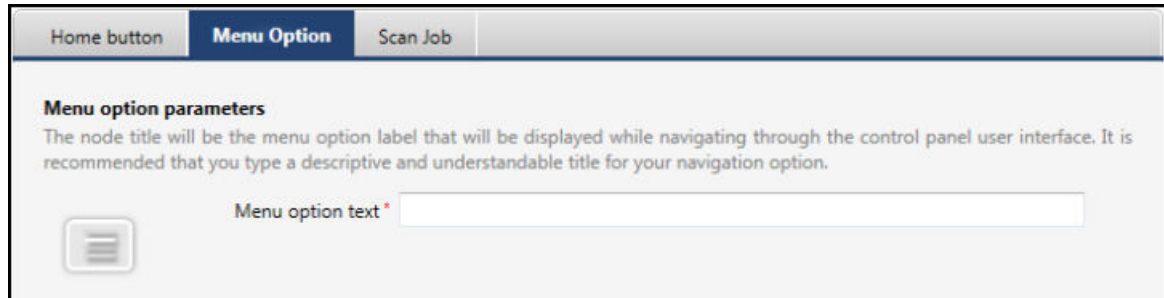 Home button Menu Option Scan Job
Menu option parameters
The node title will be the menu option label that will be displayed while navigating through the control panel user interface. It is
recommended that you type a descriptive and understandable title for your navigation option.
Menu option text *